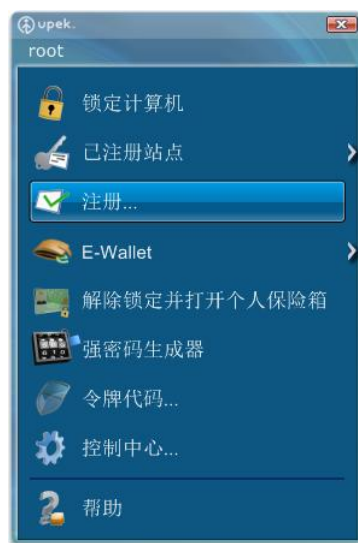 upek.
root
锁定计算机
已注册站点
注册...
E-Wallet
解除锁定并打开个人保险箱
强密码生成器
令牌代码...
控制中心...
帮助